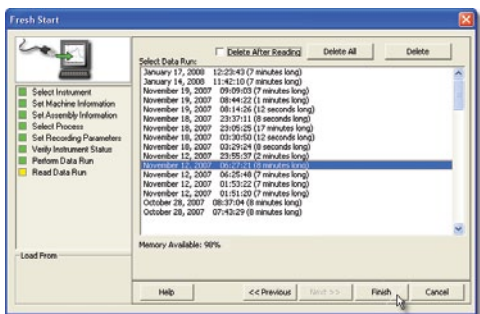 Fresh Start
Delete After Reading
Delete All
Delete
Select Data Run:
January 17, 2008 12:23:43 (7 minutes long)
January 14, 2008 11:42:10 (7 minutes long)
November 19, 2007 09:09:03 (7 minutes long)
November 19, 2007 08:44:22 (1 minutes long)
November 19, 2007 08:14:26 (12 seconds long)
November 18, 2007 23:37:11 (8 seconds long)
November 18, 2007 23:05:25 (17 minutes long)
November 18, 2007 03:30:50 (12 seconds long)
November 18, 2007 03:29:24 (8 seconds long)
November 12, 2007 23:55:37 (2 minutes long)
November 12, 2007 06:27:21 (8 minutes long)
November 12, 2007 06:25:48 (7 minutes long)
November 12, 2007 01:53:22 (7 minutes long)
November 12, 2007 01:51:20 (7 minutes long)
October 28, 2007 08:37:04 (8 minutes long)
October 28, 2007 07:43:29 (8 minutes long)
Memory Available: 98%
Select Instrument
Set Machine Information
Set Assembly Information
Select Process
Set Recording Parameters
Verify Instrument Status
Perform Data Run
Read Data Run
Load From
Help
<< Previous
Next >>
Finish
Cancel